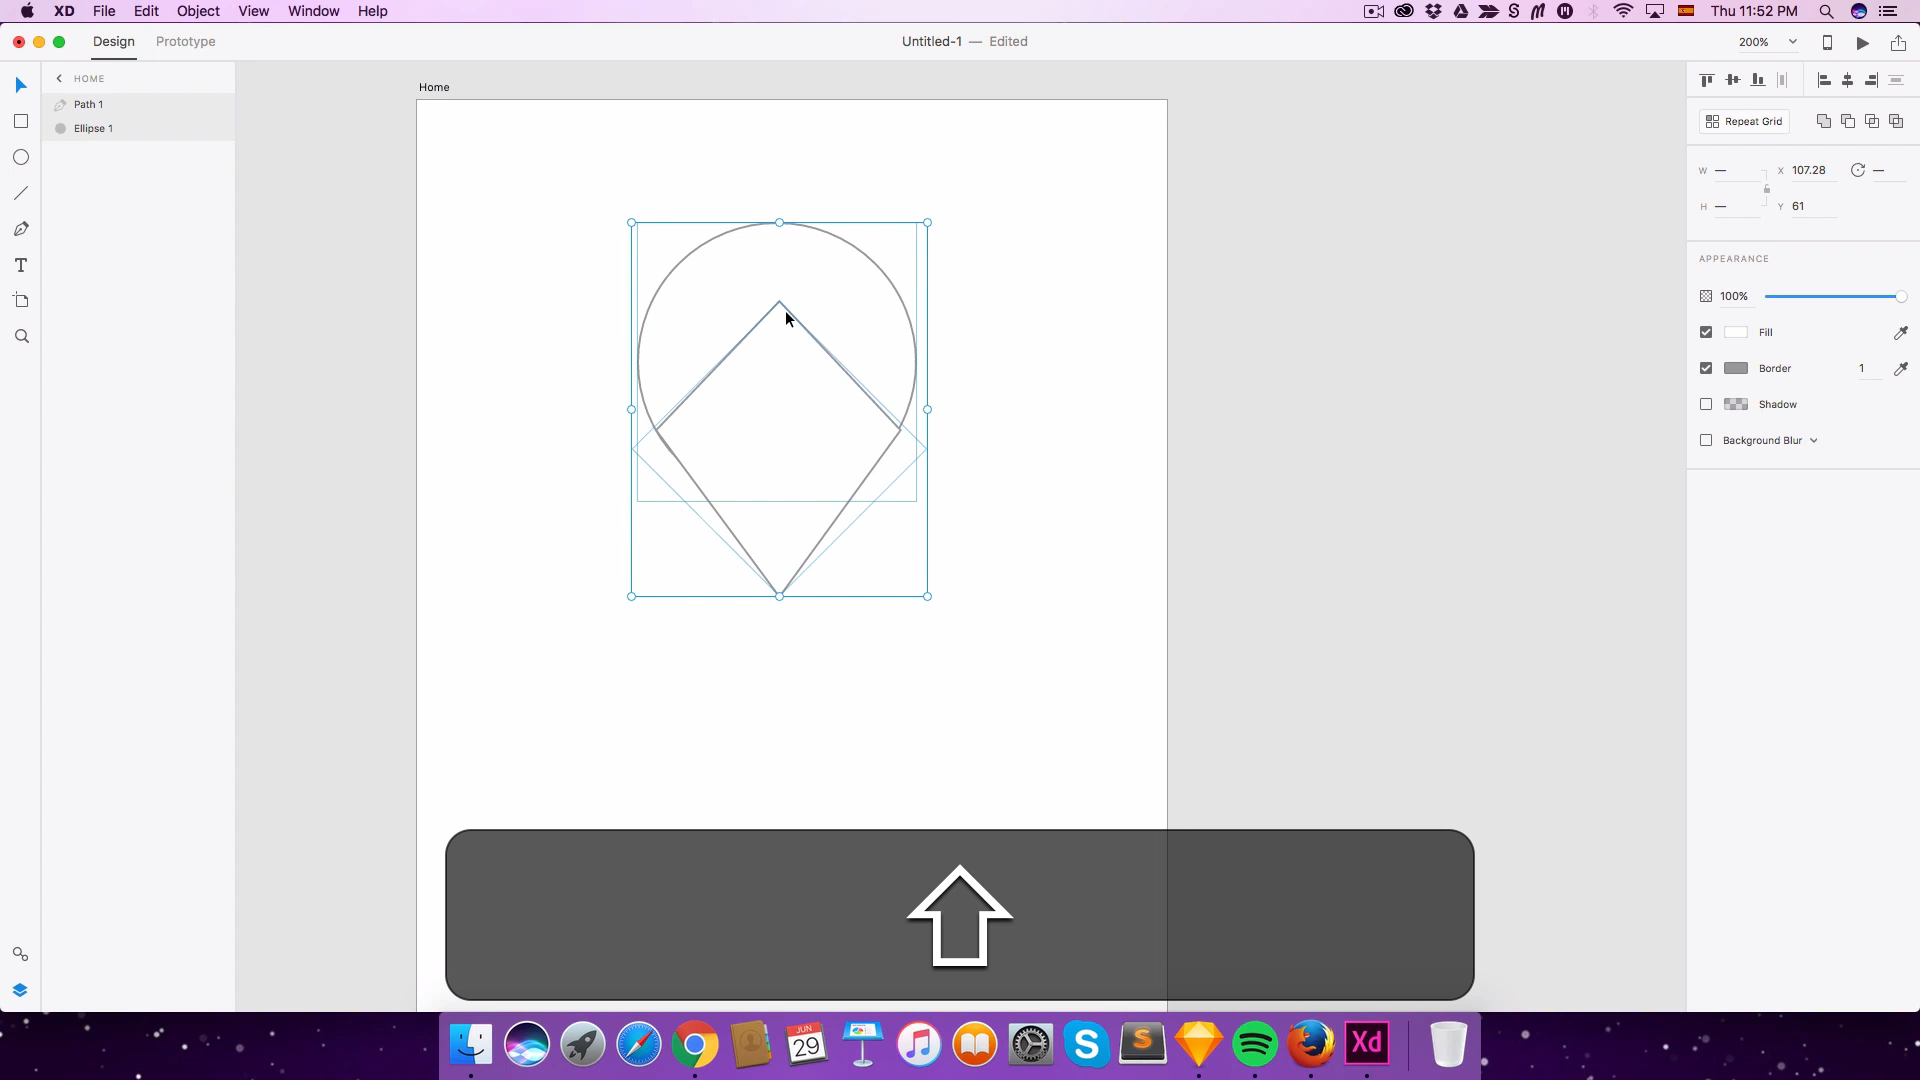 XD File Edit Object View Window Help Thu 11:52 PM
Design Prototype Untitled-1 — Edited 200%
HOME
Path 1
Ellipse 1
Home
Repeat Grid
W — X 107.28 —
H — Y 61
APPEARANCE
100%
Fill
Border 1
Shadow
Background Blur
JUN
29
S
S
Xd